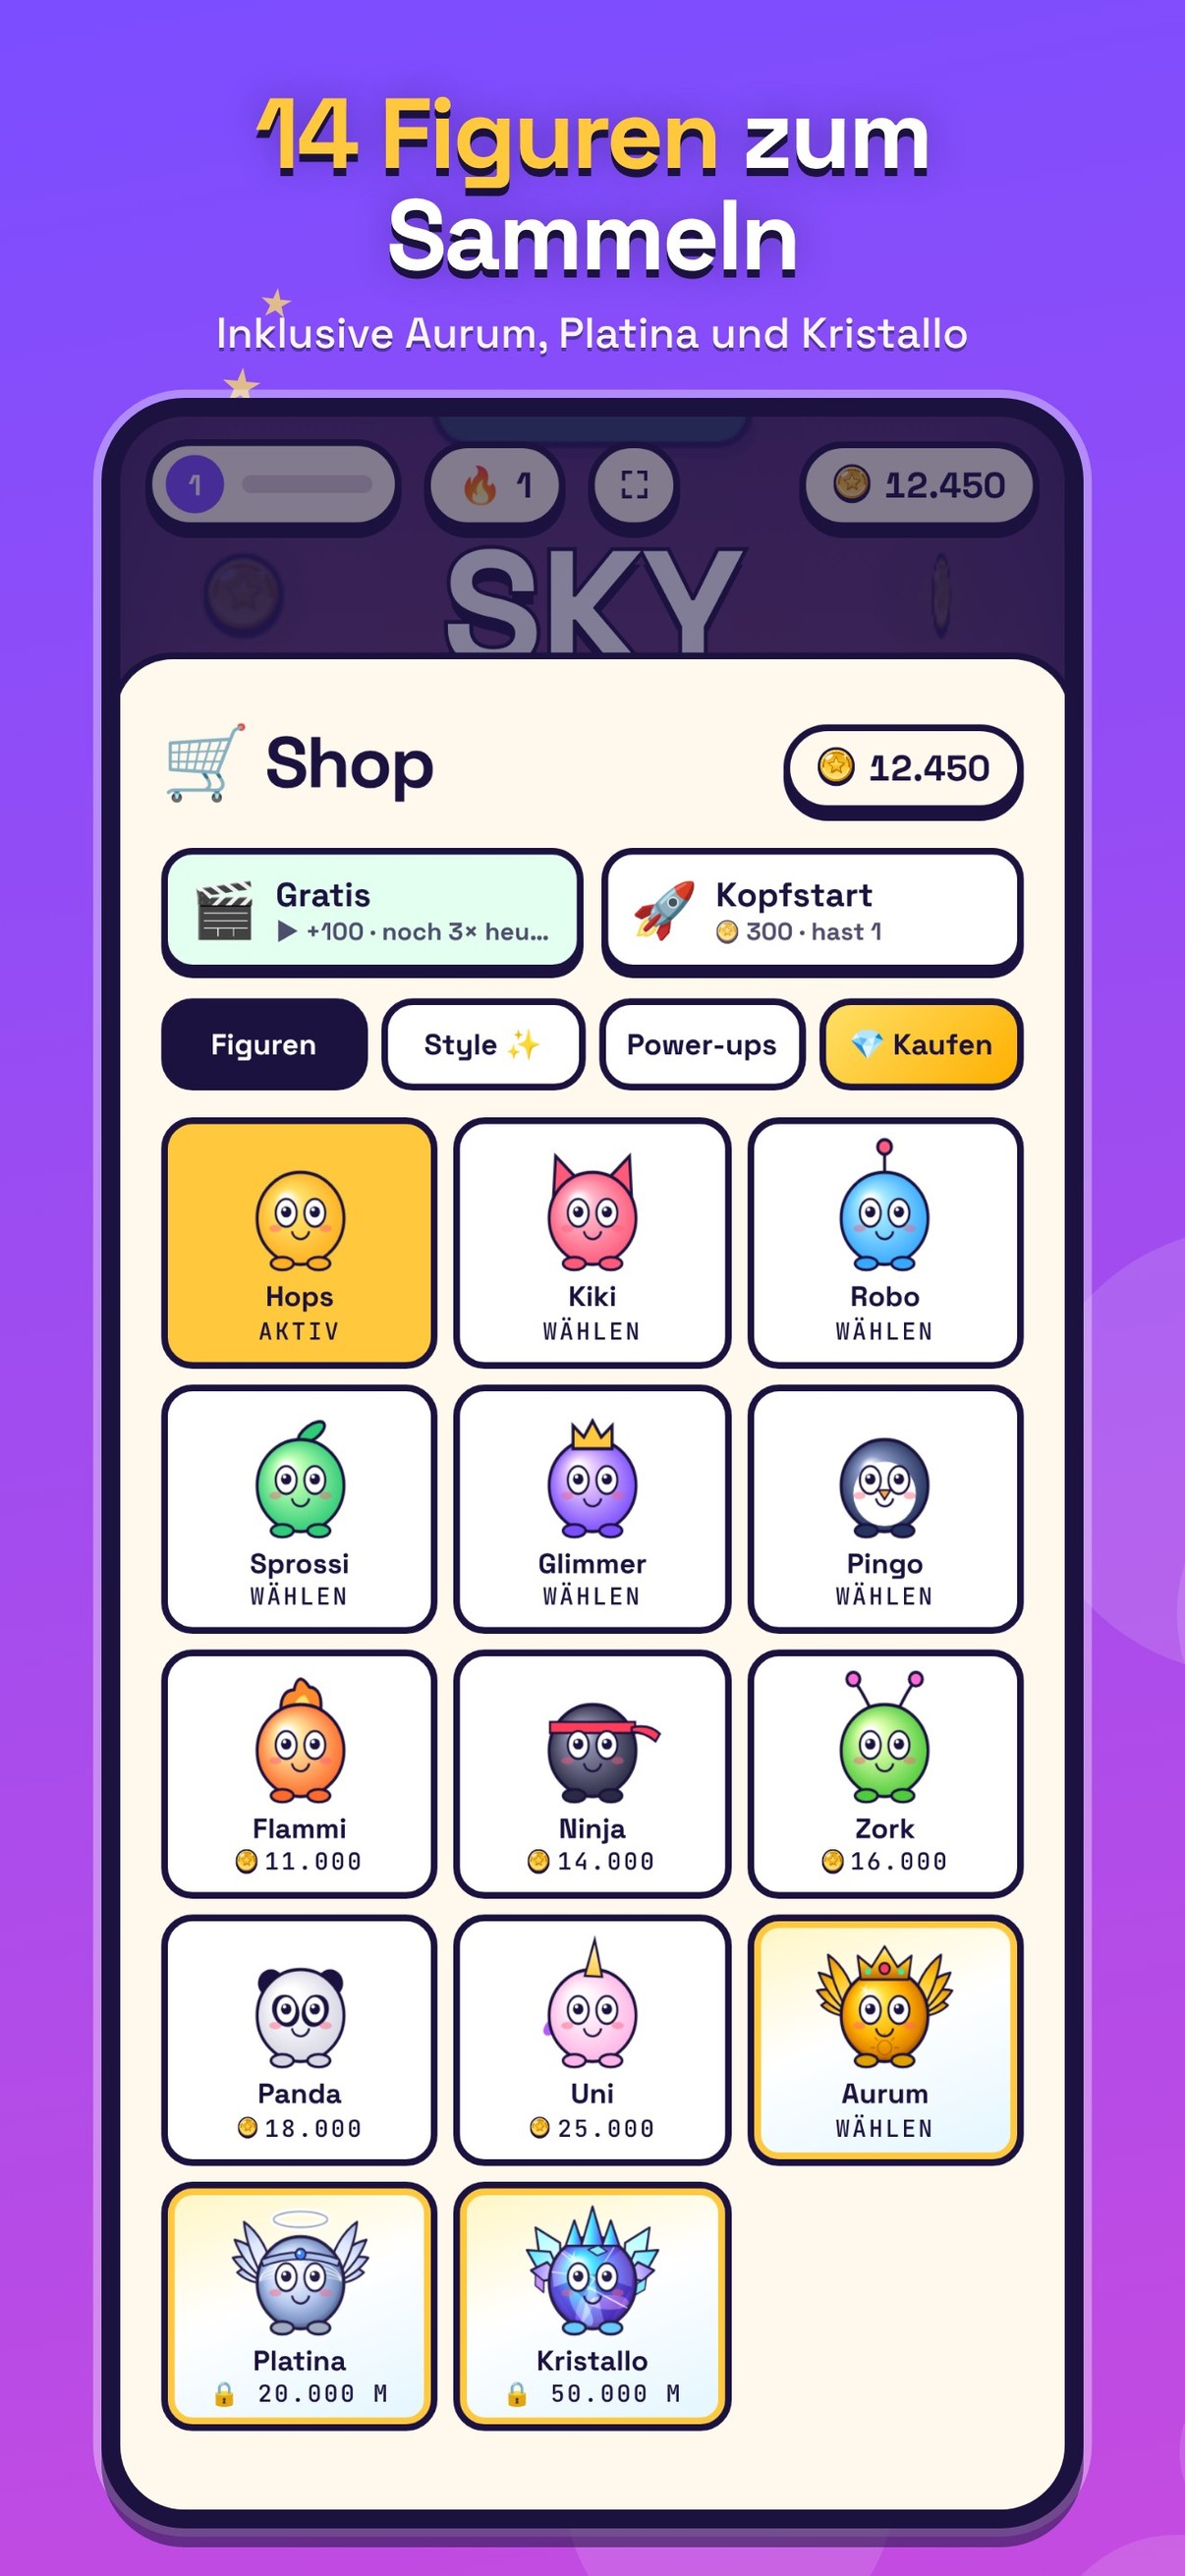 14 Figuren zum
Sammeln
Inklusive Aurum, Platina und Kristallo
1
1
12.450
SKY
Shop
12.450
Gratis
+100 · noch 3× heu...
Kopfstart
300 · hast 1
Figuren
Style
Power-ups
Kaufen
Hops
AKTIV
Kiki
WÄHLEN
Robo
WÄHLEN
Sprossi
WÄHLEN
Glimmer
WÄHLEN
Pingo
WÄHLEN
Flammi
11.000
Ninja
14.000
Zork
16.000
Panda
18.000
Uni
25.000
Aurum
WÄHLEN
Platina
20.000 M
Kristallo
50.000 M